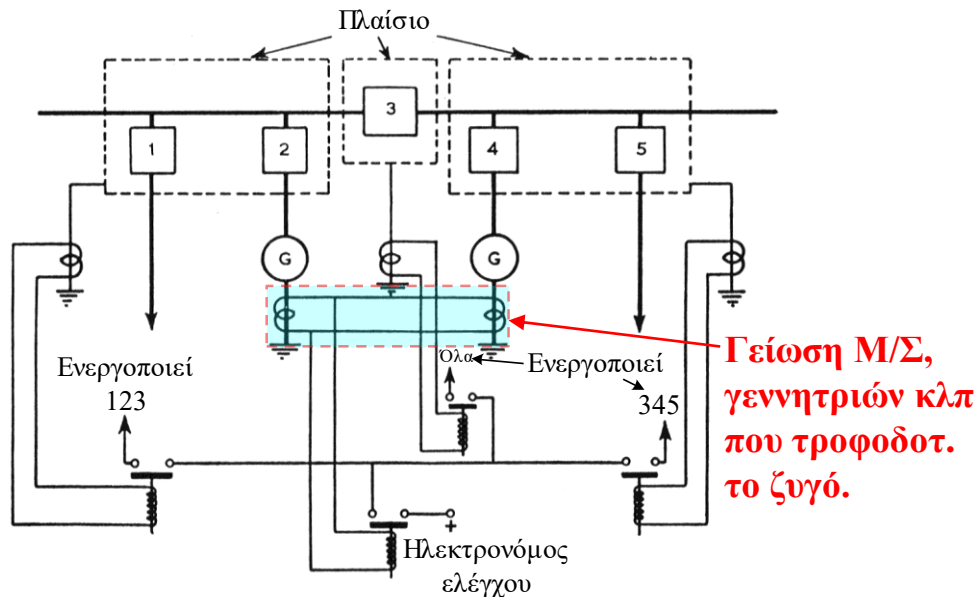 Πλαίσιο
3
1
2
4
5
G
G
Όλα
Ενεργοποιεί
Ενεργοποιεί
123
345
Γείωση Μ/Σ,
γεννητριών κλπ
που τροφοδοτ.
το ζυγό.
+
Ηλεκτρονόμος
ελέγχου